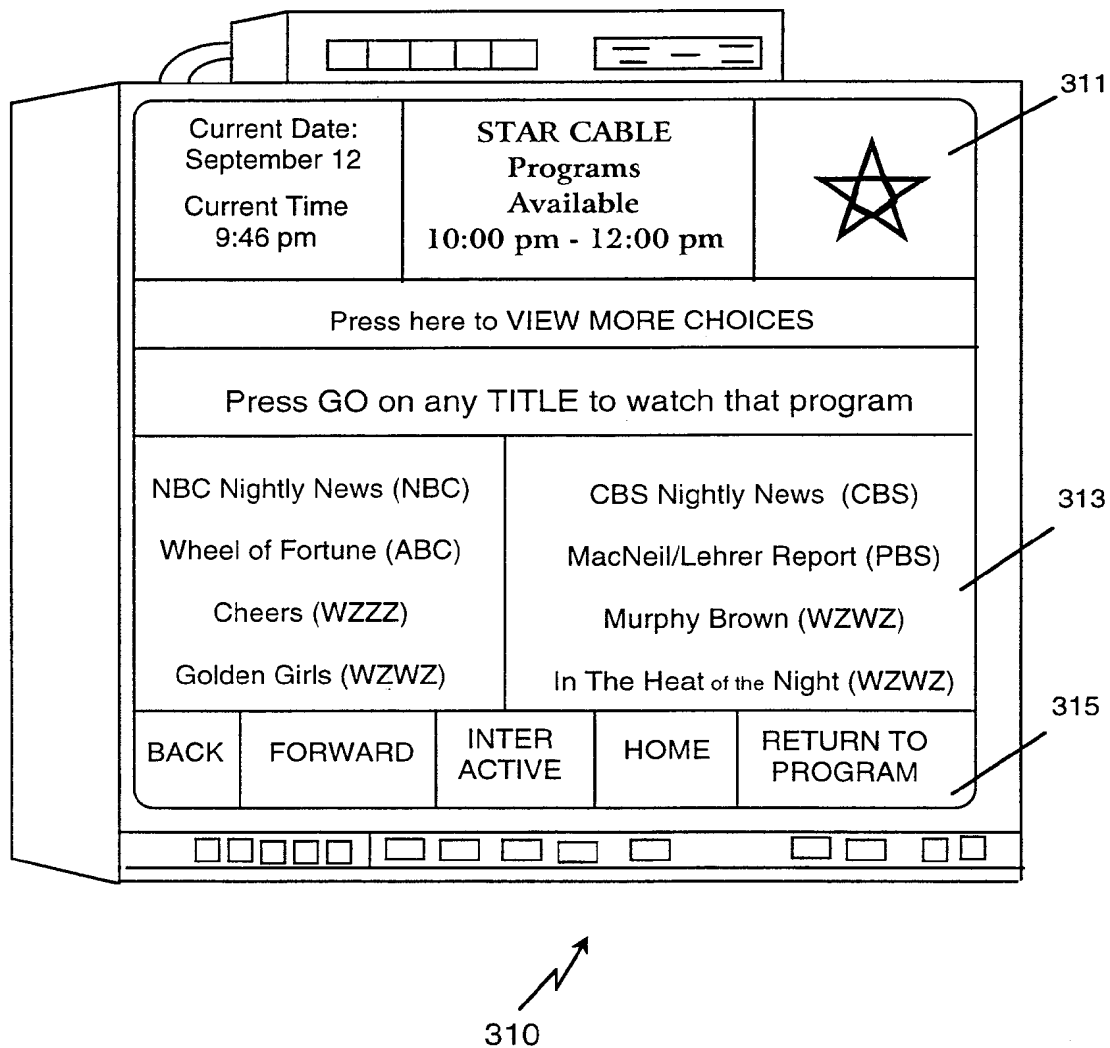 Current Date:
September 12
Current Time
9:46 pm
STAR CABLE
Programs
Available
10:00 pm - 12:00 pm
311
Press here to VIEW MORE CHOICES
Press GO on any TITLE to watch that program
NBC Nightly News (NBC)
Wheel of Fortune (ABC)
Cheers (WZZZ)
Golden Girls (WZWZ)
CBS Nightly News (CBS)
MacNeil/Lehrer Report (PBS)
Murphy Brown (WZWZ)
In The Heat of the Night (WZWZ)
313
BACK
FORWARD
INTER
ACTIVE
HOME
RETURN TO
PROGRAM
315
310